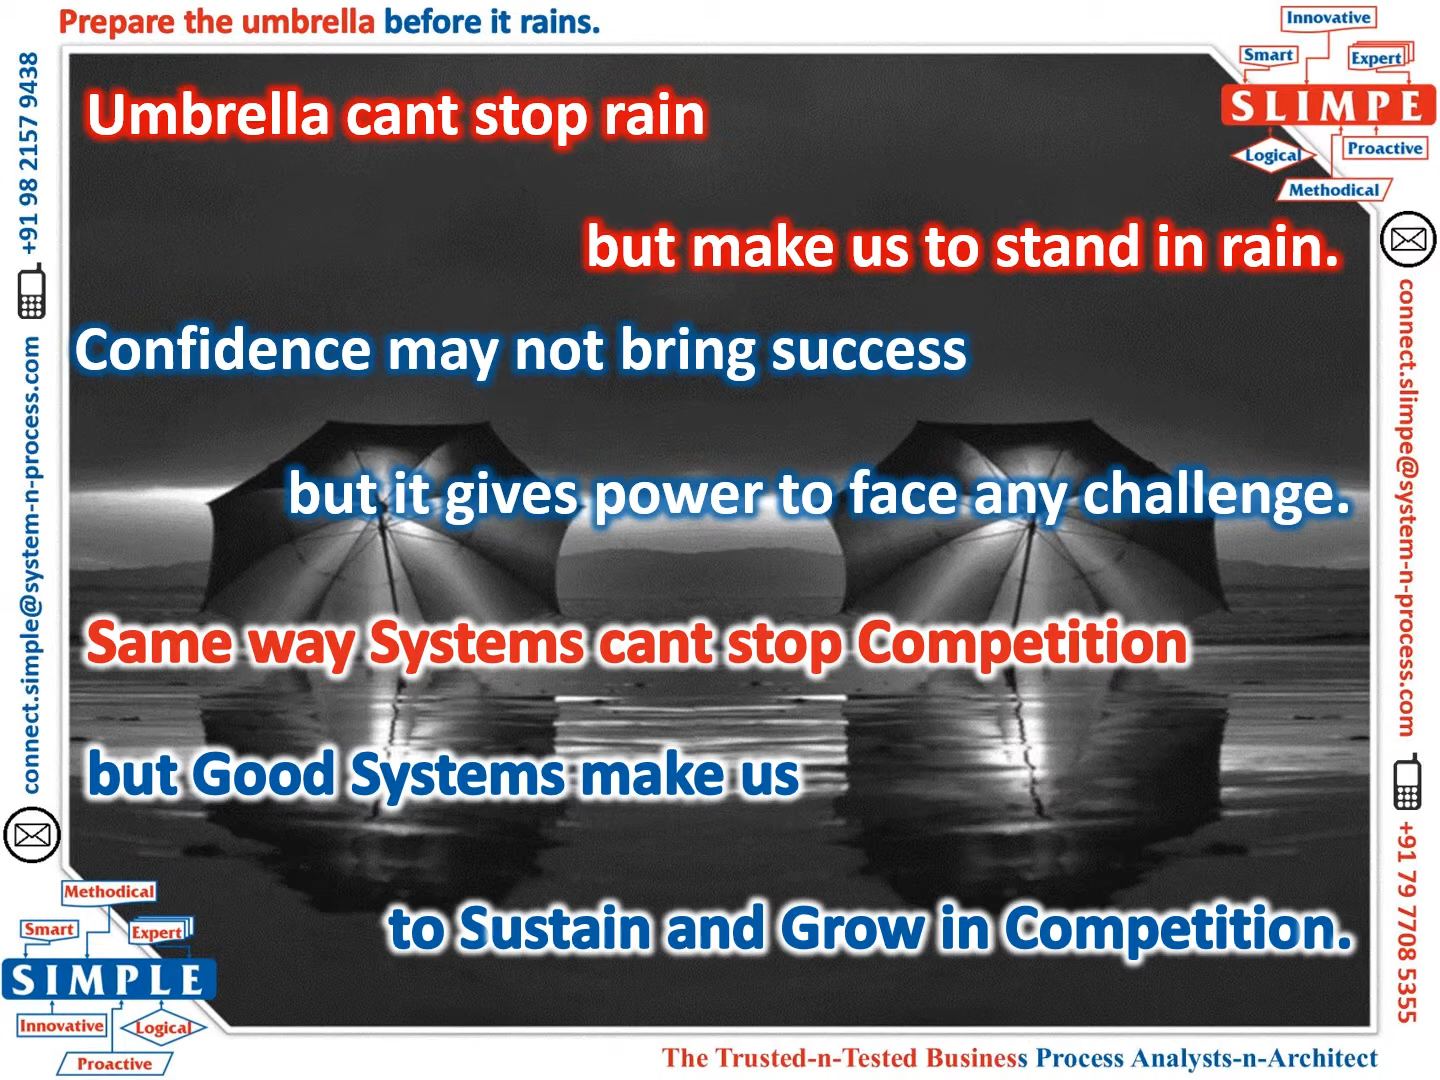 Prepare the umbrella before it rains.
Innovative
Smart
Expert
SLIMPE
Logical
Proactive
Methodical
+91 98 2157 9438
connect.simple@system-n-process.com
Umbrella cant stop rain
but make us to stand in rain.
Confidence may not bring success
but it gives power to face any challenge.
Same way Systems cant stop Competition
but Good Systems make us
to Sustain and Grow in Competition.
connect.slimpe@system-n-process.com
+91 79 7708 5355
Methodical
Smart
Expert
SIMPLE
Innovative
Logical
Proactive
The Trusted-n-Tested Business Process Analysts-n-Architect